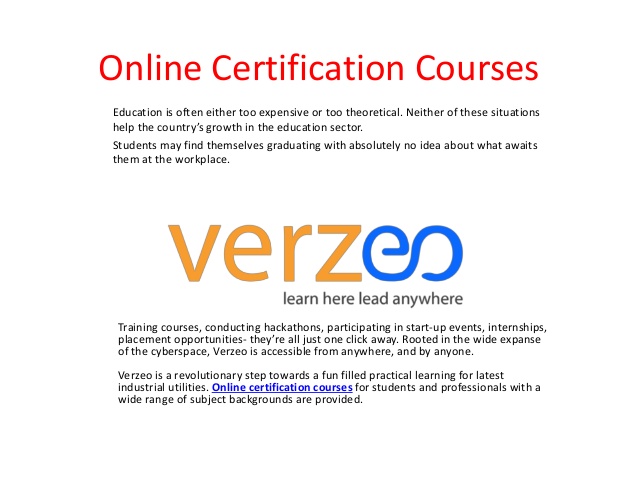 Online Certification Courses
Education is often either too expensive or too theoretical. Neither of these situations
help the country’s growth in the education sector.
Students may find themselves graduating with absolutely no idea about what awaits
them at the workplace.
verzeo
learn here lead anywhere
Training courses, conducting hackathons, participating in start-up events, internships,
placement opportunities- they’re all just one click away. Rooted in the wide expanse
of the cyberspace, Verzeo is accessible from anywhere, and by anyone.
Verzeo is a revolutionary step towards a fun filled practical learning for latest
industrial utilities. Online certification courses for students and professionals with a
wide range of subject backgrounds are provided.